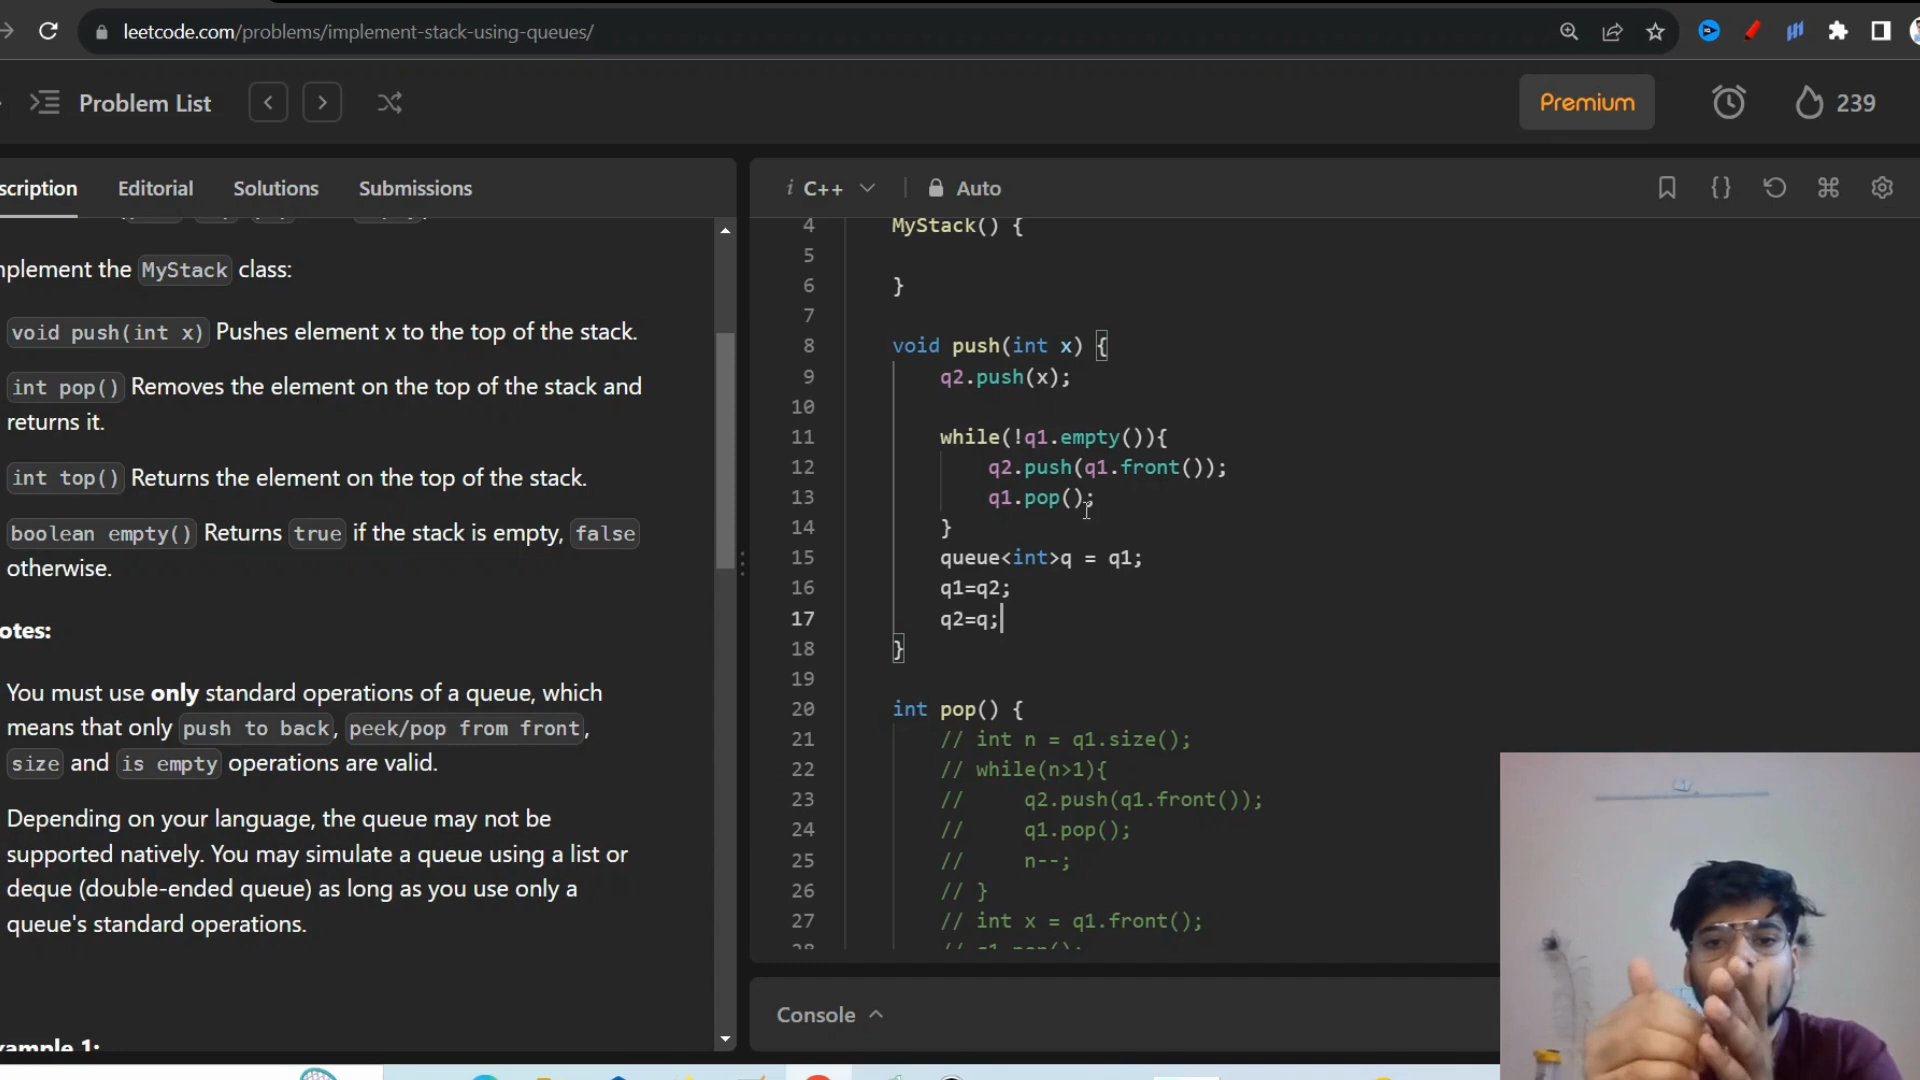 leetcode.com/problems/implement-stack-using-queues/
Problem List
Premium
239
scription Editorial Solutions Submissions
i C++ Auto
mplement the MyStack class:
void push(int x) Pushes element x to the top of the stack.
int pop() Removes the element on the top of the stack and
returns it.
int top() Returns the element on the top of the stack.
boolean empty() Returns true if the stack is empty, false
otherwise.
otes:
You must use only standard operations of a queue, which
means that only push to back, peek/pop from front,
size and is empty operations are valid.
Depending on your language, the queue may not be
supported natively. You may simulate a queue using a list or
deque (double-ended queue) as long as you use only a
queue's standard operations.
xample 1:
4 MyStack() {
5
6 }
7
8 void push(int x) {
9 q2.push(x);
10
11 while(!q1.empty()){
12 q2.push(q1.front());
13 q1.pop();
14 }
15 queue<int>q = q1;
16 q1=q2;
17 q2=q;
18 }
19
20 int pop() {
21 // int n = q1.size();
22 // while(n>1){
23 // q2.push(q1.front());
24 // q1.pop();
25 // n--;
26 // }
27 // int x = q1.front();
28 // q1.pop();
Console